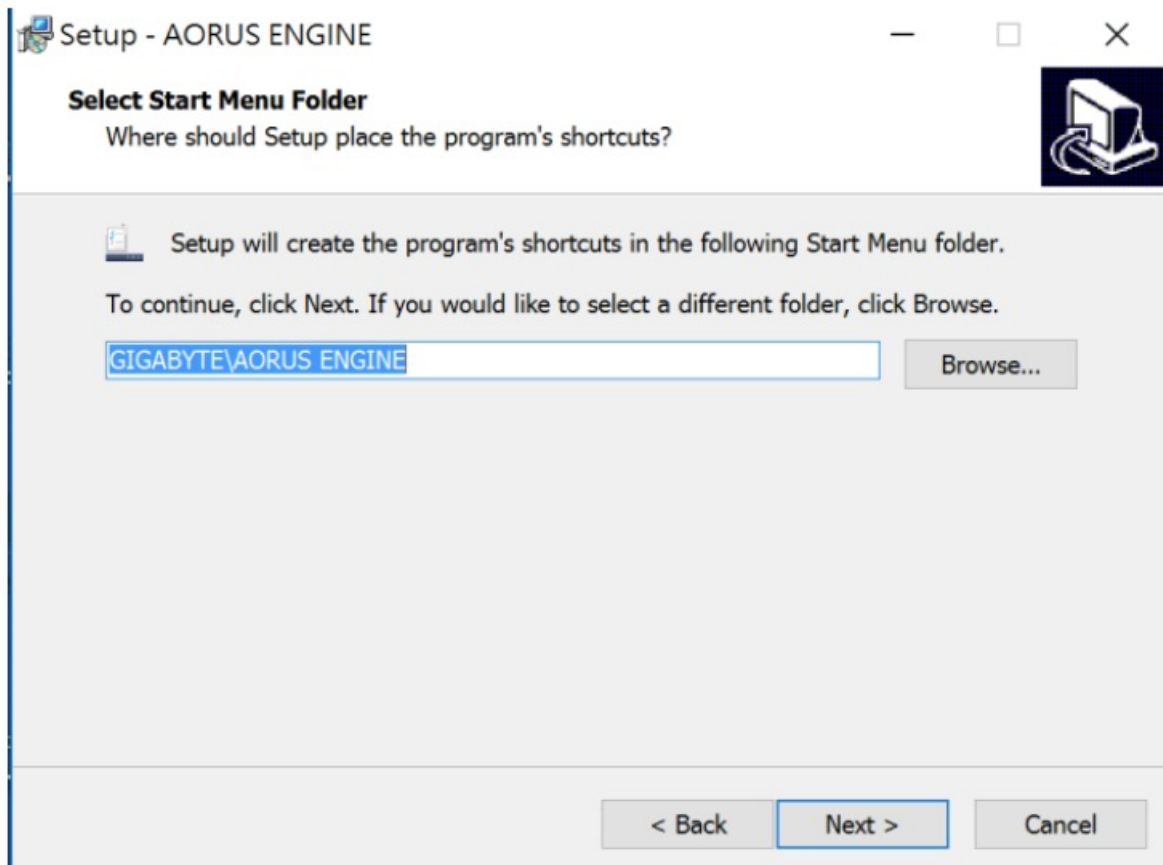 Setup - AORUS ENGINE
Select Start Menu Folder
Where should Setup place the program's shortcuts?
Setup will create the program's shortcuts in the following Start Menu folder.
To continue, click Next. If you would like to select a different folder, click Browse.
GIGABYTE\AORUS ENGINE
Browse...
< Back
Next >
Cancel